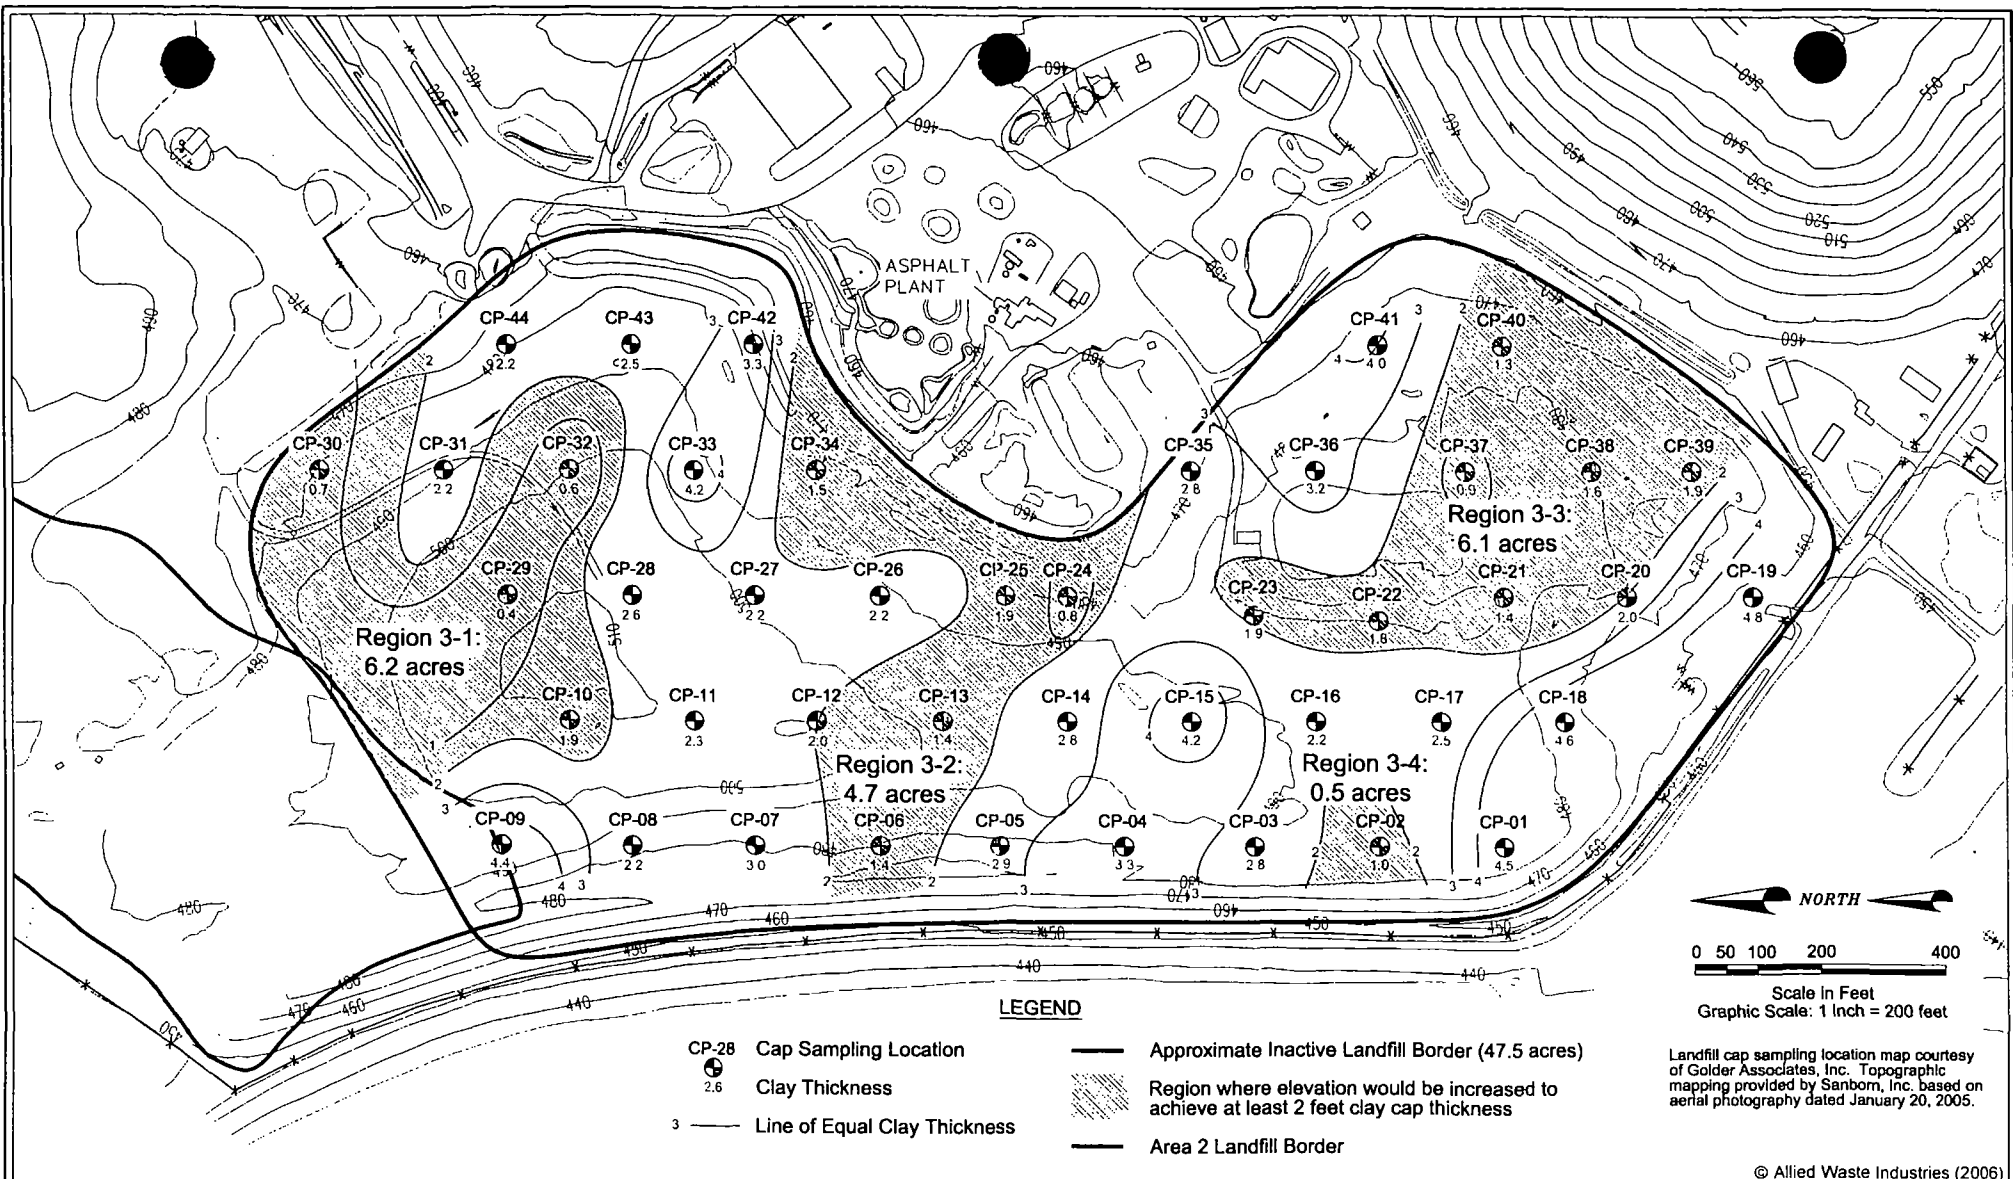 ASPHALT
PLANT
CP-44
2.2
CP-43
2.5
CP-42
3.3
CP-41
4.0
CP-40
1.3
CP-30
0.7
CP-31
2.2
CP-32
0.6
CP-33
4.2
CP-34
1.5
CP-35
2.8
CP-36
3.2
CP-37
0.9
CP-38
1.6
CP-39
1.9
Region 3-3:
6.1 acres
CP-29
0.4
CP-28
2.6
CP-27
2.2
CP-26
2.2
CP-25
1.9
CP-24
0.8
CP-23
1.9
CP-22
1.8
CP-21
1.4
CP-20
2.0
CP-19
4.8
Region 3-1:
6.2 acres
CP-10
1.9
CP-11
2.3
CP-12
2.0
CP-13
1.4
CP-14
2.8
CP-15
4.2
CP-16
2.2
CP-17
2.5
CP-18
4.6
Region 3-2:
4.7 acres
Region 3-4:
0.5 acres
CP-09
4.4
CP-08
2.2
CP-07
3.0
CP-06
1.4
CP-05
2.9
CP-04
3.3
CP-03
2.8
CP-02
1.0
CP-01
4.5
NORTH
0 50 100 200 400
Scale In Feet
Graphic Scale: 1 Inch = 200 feet
LEGEND
CP-28 Cap Sampling Location
2.6 Clay Thickness
3 Line of Equal Clay Thickness
Approximate Inactive Landfill Border (47.5 acres)
Region where elevation would be increased to
achieve at least 2 feet clay cap thickness
Area 2 Landfill Border
Landfill cap sampling location map courtesy
of Golder Associates, Inc. Topographic
mapping provided by Sanborn, Inc. based on
aerial photography dated January 20, 2005.
© Allied Waste Industries (2006)